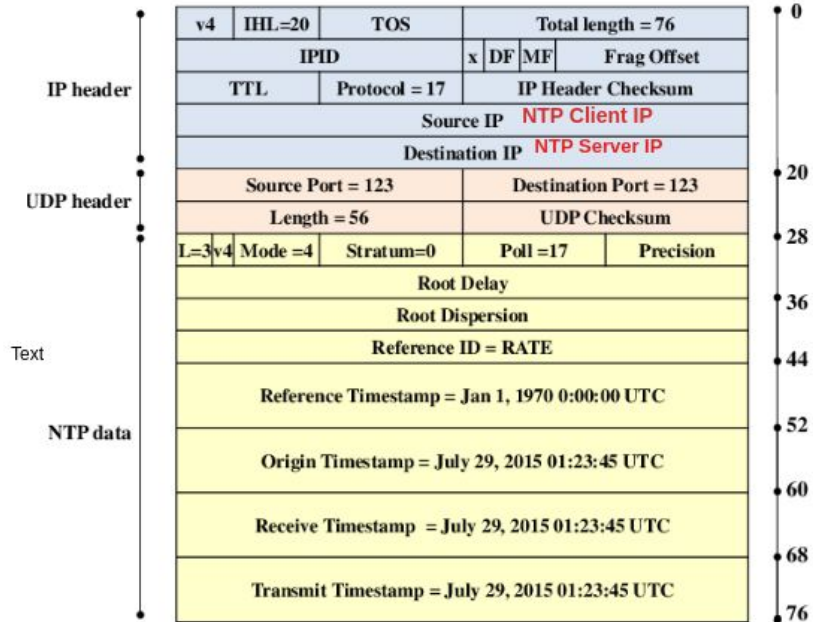 v4 IHL=20 TOS Total length = 76 0
IPID x DF MF Frag Offset
IP header TTL Protocol = 17 IP Header Checksum
Source IP NTP Client IP
Destination IP NTP Server IP
20
UDP header Source Port = 123 Destination Port = 123
Length = 56 UDP Checksum
28
L=3 v4 Mode =4 Stratum=0 Poll =17 Precision
Root Delay
36
Root Dispersion
Text Reference ID = RATE
44
Reference Timestamp = Jan 1, 1970 0:00:00 UTC
NTP data 52
Origin Timestamp = July 29, 2015 01:23:45 UTC
60
Receive Timestamp = July 29, 2015 01:23:45 UTC
68
Transmit Timestamp = July 29, 2015 01:23:45 UTC
76